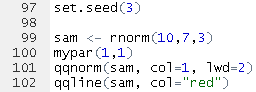 97 set.seed(3)
98
99 sam <- rnorm(10,7,3)
100 mypar(1,1)
101 qqnorm(sam, col=1, lwd=2)
102 qqline(sam, col="red")